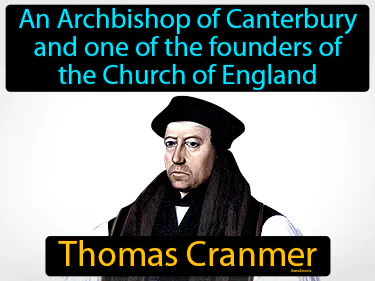 An Archbishop of Canterbury
and one of the founders of
the Church of England
Thomas Cranmer